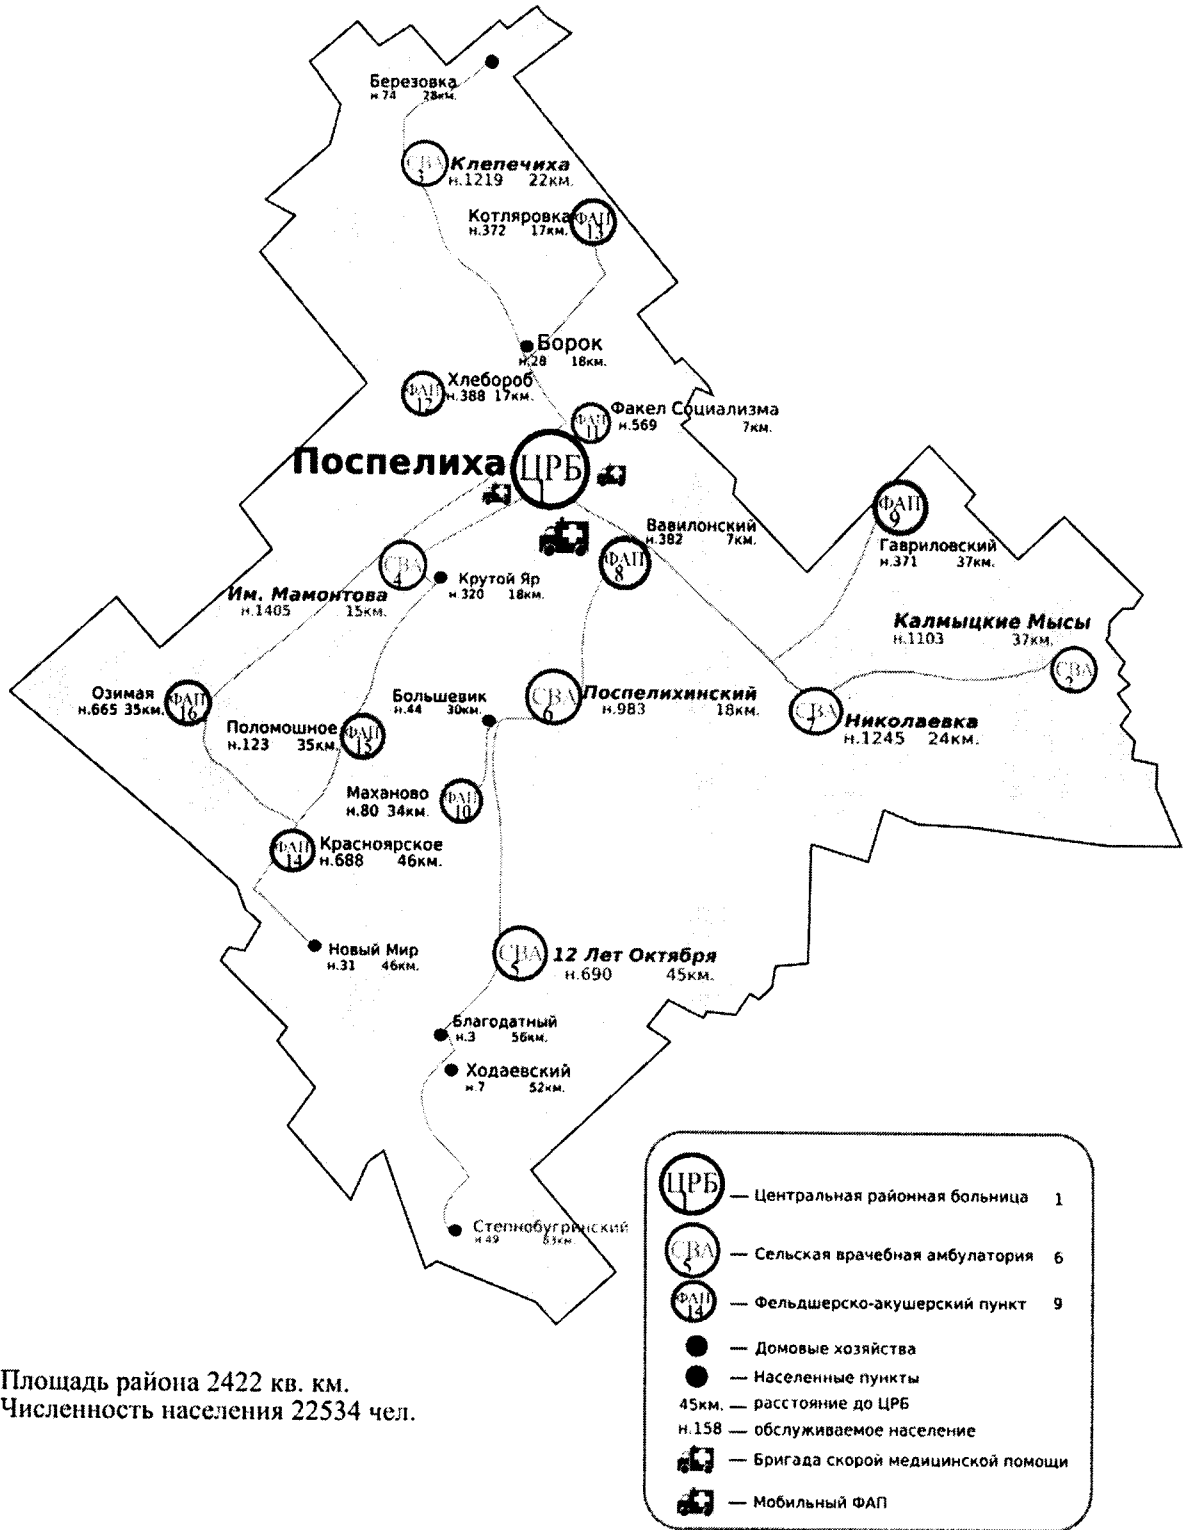 Березовка
н.74 28км.
СВА
3
Клепечиха
н.1219 22км.
Котляровка
н.372 17км.
ФАП
13
Борок
н.28 18км.
Хлебороб
н.388 17км.
ФАП
12
Факел Социализма
н.569 7км.
ФАП
11
Поспелиха
ЦРБ
1
Вавилонский
н.382 7км.
ФАП
8
ФАП
9
Гавриловский
н.371 37км.
СВА
4
Крутой Яр
н.320 18км.
Им. Мамонтова
н.1405 15км.
Калмыцкие Мысы
н.1103 37км.
СВА
2
Озимая
н.665 35км.
ФАП
16
Большевик
н.44 30км.
СВА
6
Поспелихинский
н.983 18км.
СВА
7
Николаевка
н.1245 24км.
Поломошное
н.123 35км.
ФАП
15
Маханово
н.80 34км.
ФАП
10
ФАП
14
Красноярское
н.688 46км.
Новый Мир
н.31 46км.
СВА
5
12 Лет Октября
н.690 45км.
Благодатный
н.3 56км.
Ходаевский
н.7 52км.
Степнобугринский
н.49 63км.
ЦРБ
1
— Центральная районная больница 1
СВА
5
— Сельская врачебная амбулатория 6
ФАП
14
— Фельдшерско-акушерский пункт 9
— Домовые хозяйства
— Населенные пункты
45км. — расстояние до ЦРБ
н.158 — обслуживаемое население
— Бригада скорой медицинской помощи
— Мобильный ФАП
Площадь района 2422 кв. км.
Численность населения 22534 чел.